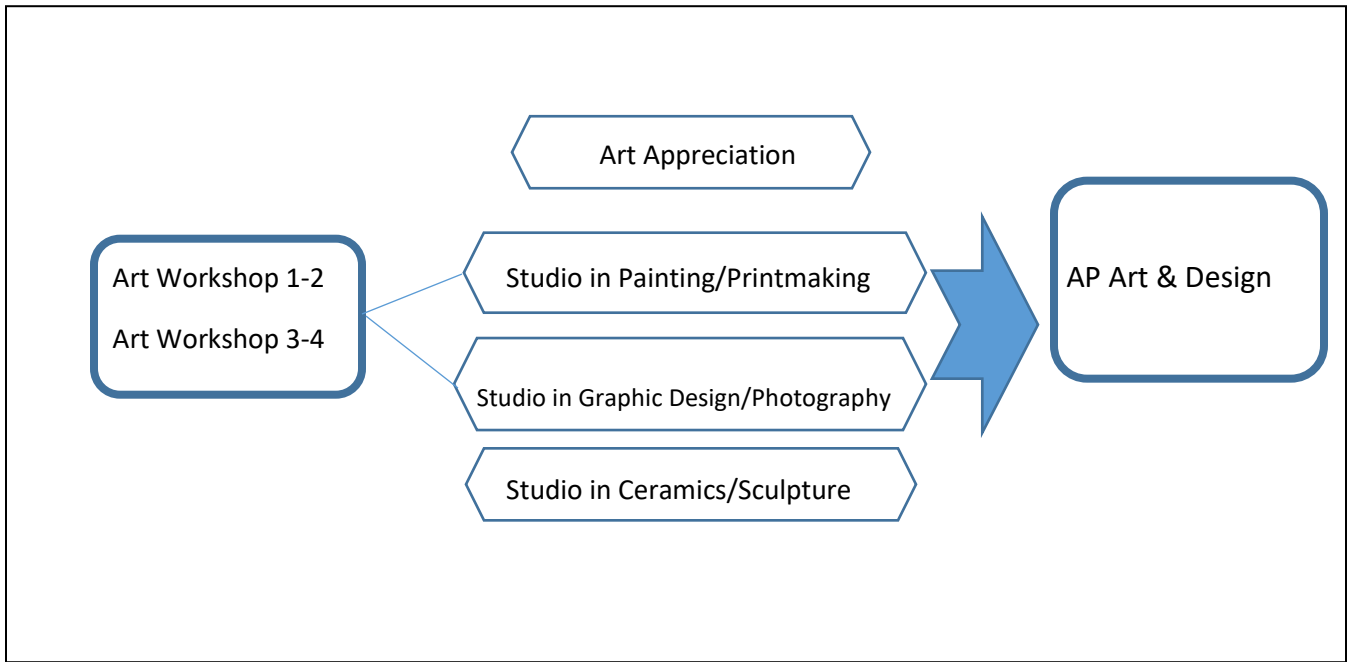 Art Workshop 1-2
Art Workshop 3-4
Art Appreciation
Studio in Painting/Printmaking
Studio in Graphic Design/Photography
Studio in Ceramics/Sculpture
AP Art & Design